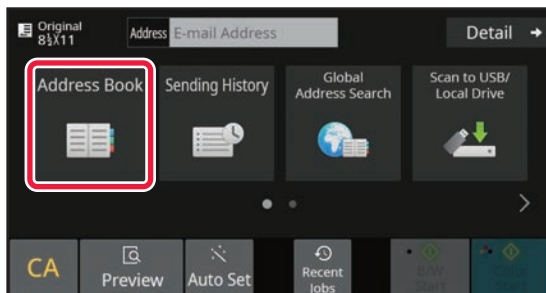 Original
8½X11
Address
E-mail Address
Detail
Address Book
Sending History
Global
Address Search
Scan to USB/
Local Drive
CA
Preview
Auto Set
Recent
Jobs
B/W
Start
Color
Start